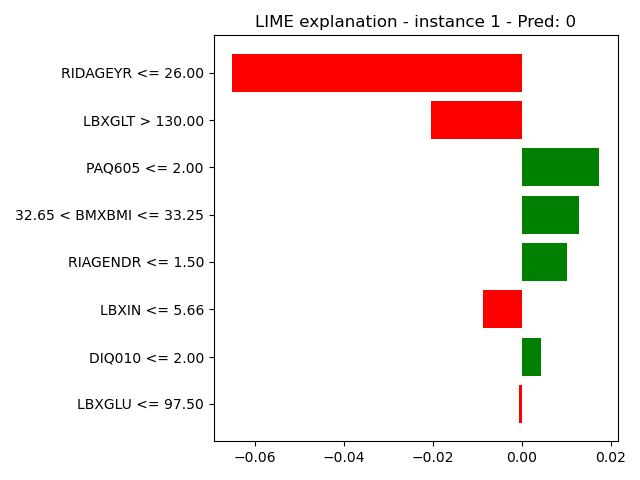 LIME explanation - instance 1 - Pred: 0
RIDAGEYR <= 26.00
LBXGLT > 130.00
PAQ605 <= 2.00
32.65 < BMXBMI <= 33.25
RIAGENDR <= 1.50
LBXIN <= 5.66
DIQ010 <= 2.00
LBXGLU <= 97.50
−0.06 −0.04 −0.02 0.00 0.02